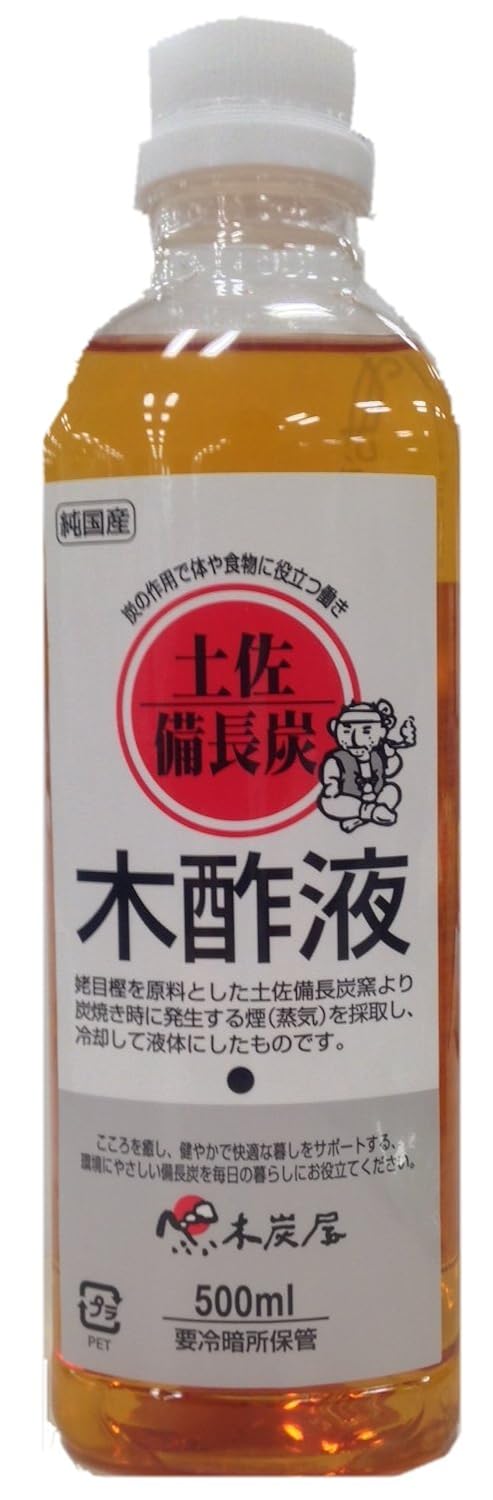 純国産
炭の作用で体や食物に役立つ働き
土佐
備長炭
木酢液
姥目樫を原料とした土佐備長炭窯より
炭焼き時に発生する煙(蒸気)を採取し、
冷却して液体にしたものです。
こころを癒し、健やかで快適な暮しをサポートする、
環境にやさしい備長炭を毎日の暮らしにお役立てください。
木炭屋
プラ
PET
500ml
要冷暗所保管